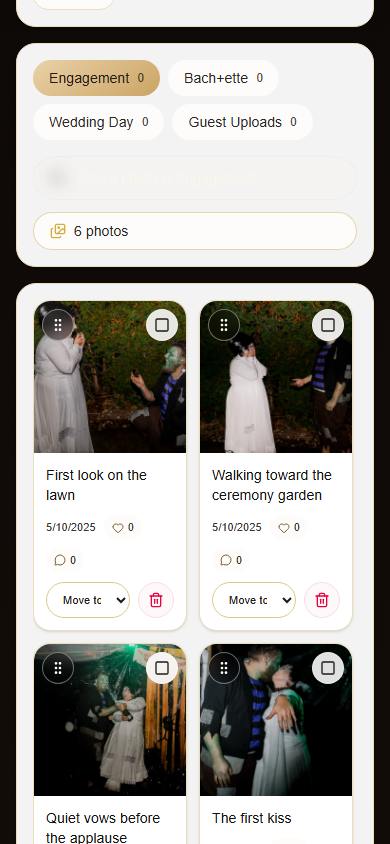 Engagement 0
Bach+ette 0
Wedding Day 0
Guest Uploads 0
6 photos
First look on the
lawn
5/10/2025 0
0
Move to
Walking toward the
ceremony garden
5/10/2025 0
0
Move to
Quiet vows before
the applause
The first kiss